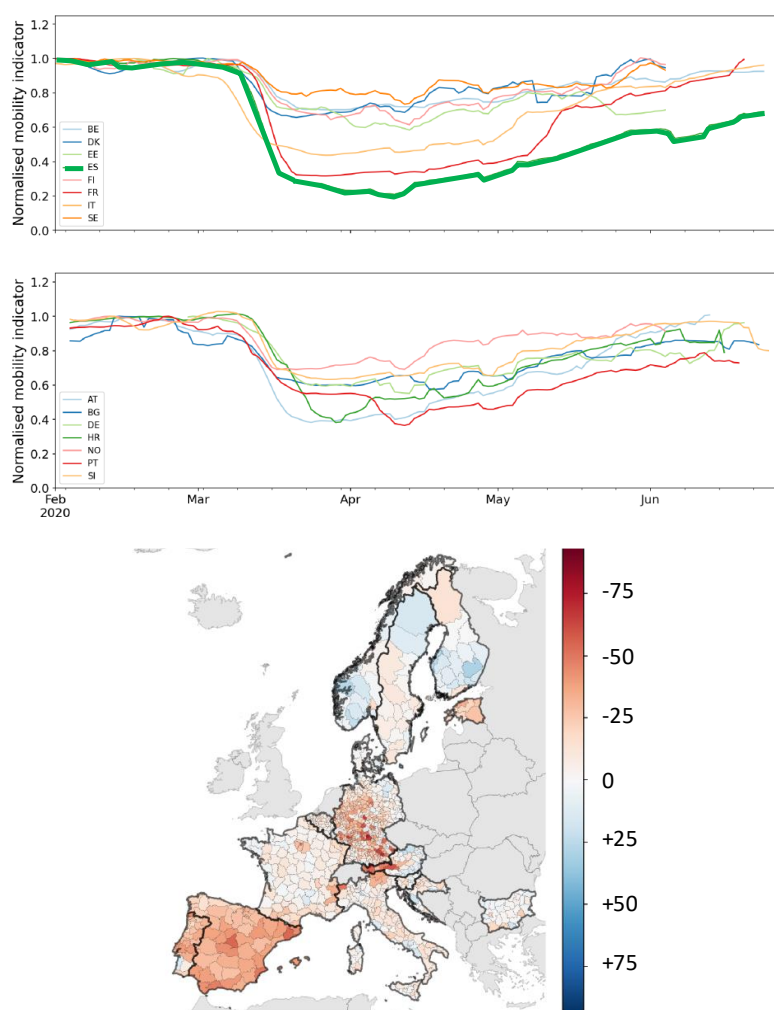 Normalised mobility indicator
1.2
1.0
0.8
0.6
0.4
0.2
0.0
BE
DK
EE
ES
FI
FR
IT
SE
Normalised mobility indicator
1.2
1.0
0.8
0.6
0.4
0.2
0.0
AT
BG
DE
HR
NO
PT
SI
Feb Mar Apr May Jun
2020
-75
-50
-25
0
+25
+50
+75